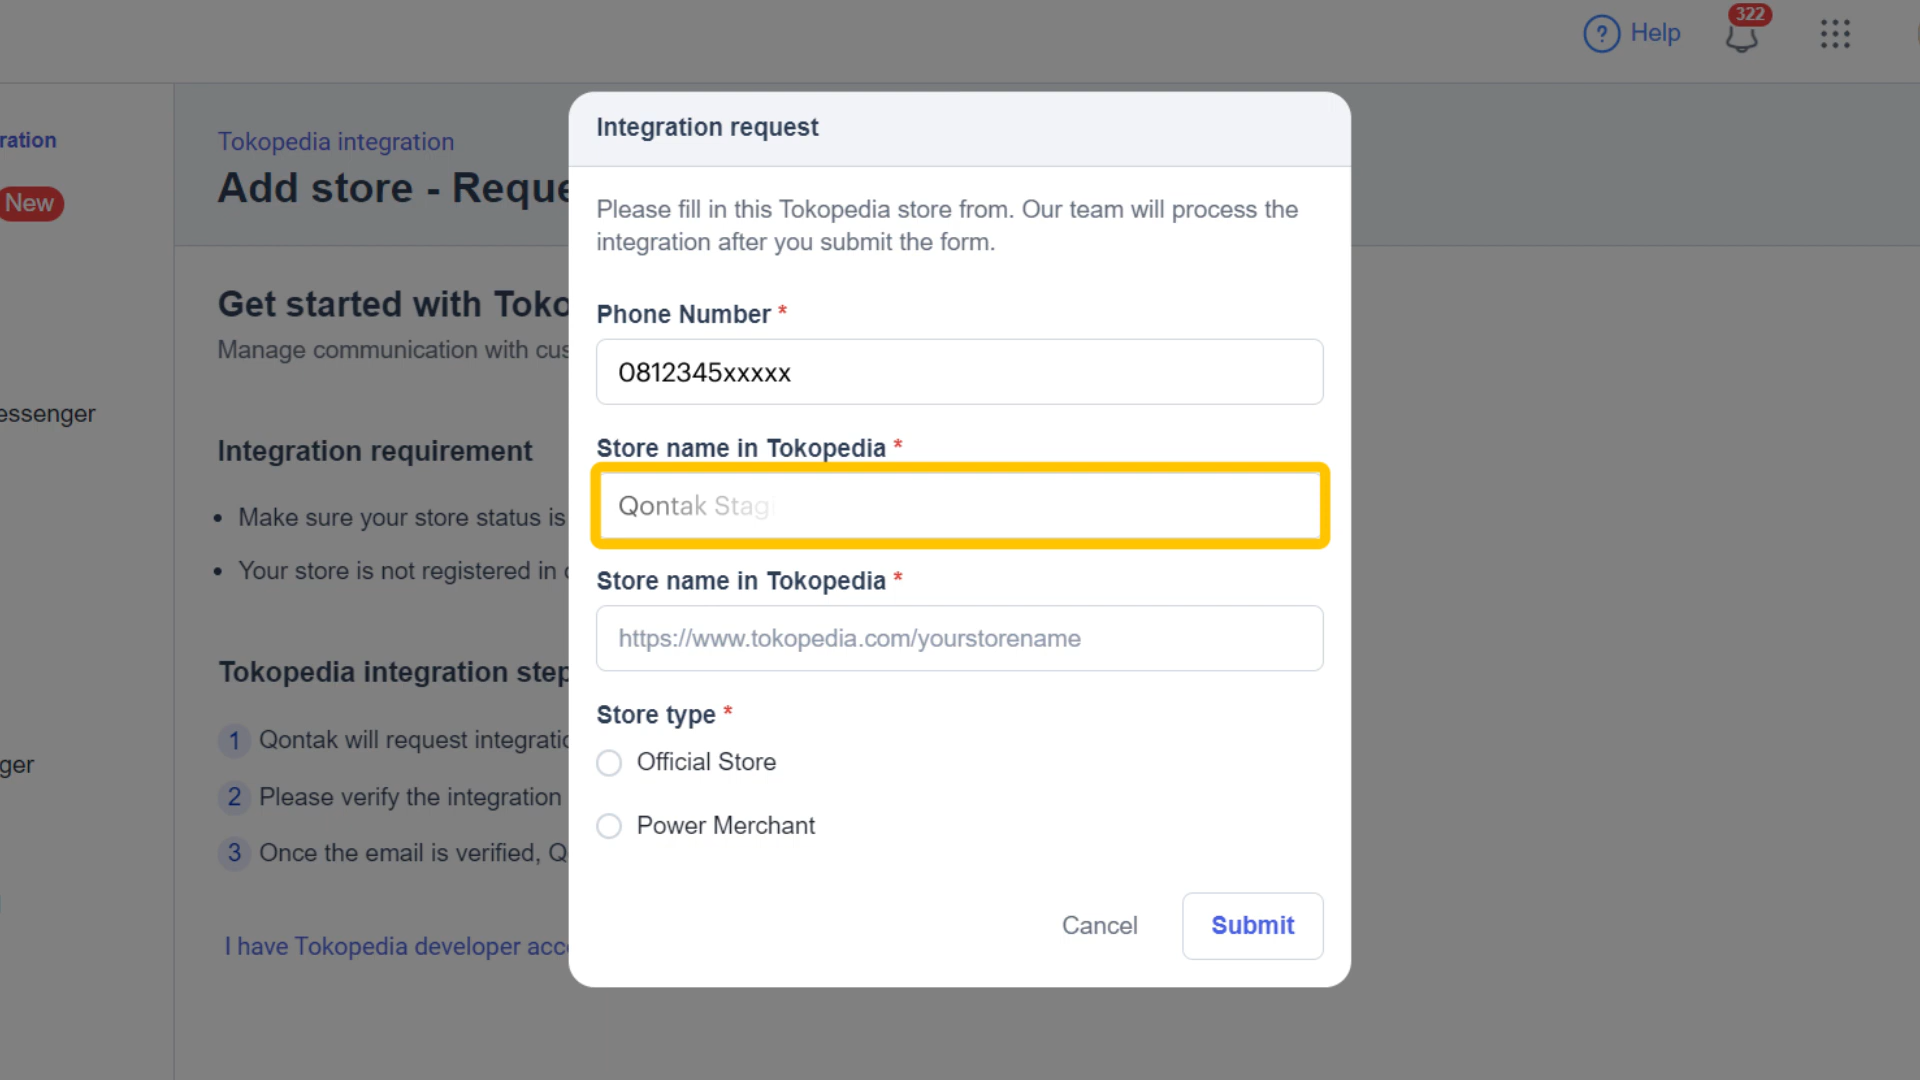 Help
322
ration
New
essenger
ger
Tokopedia integration
Add store - Reque
Get started with Toko
Manage communication with cus
Integration requirement
• Make sure your store status is
• Your store is not registered in
Tokopedia integration step
1 Qontak will request integratio
2 Please verify the integration
3 Once the email is verified, Q
I have Tokopedia developer acc
Integration request
Please fill in this Tokopedia store from. Our team will process the
integration after you submit the form.
Phone Number *
0812345xxxxx
Store name in Tokopedia *
Qontak Stagi
Store name in Tokopedia *
https://www.tokopedia.com/yourstorename
Store type *
Official Store
Power Merchant
Cancel
Submit